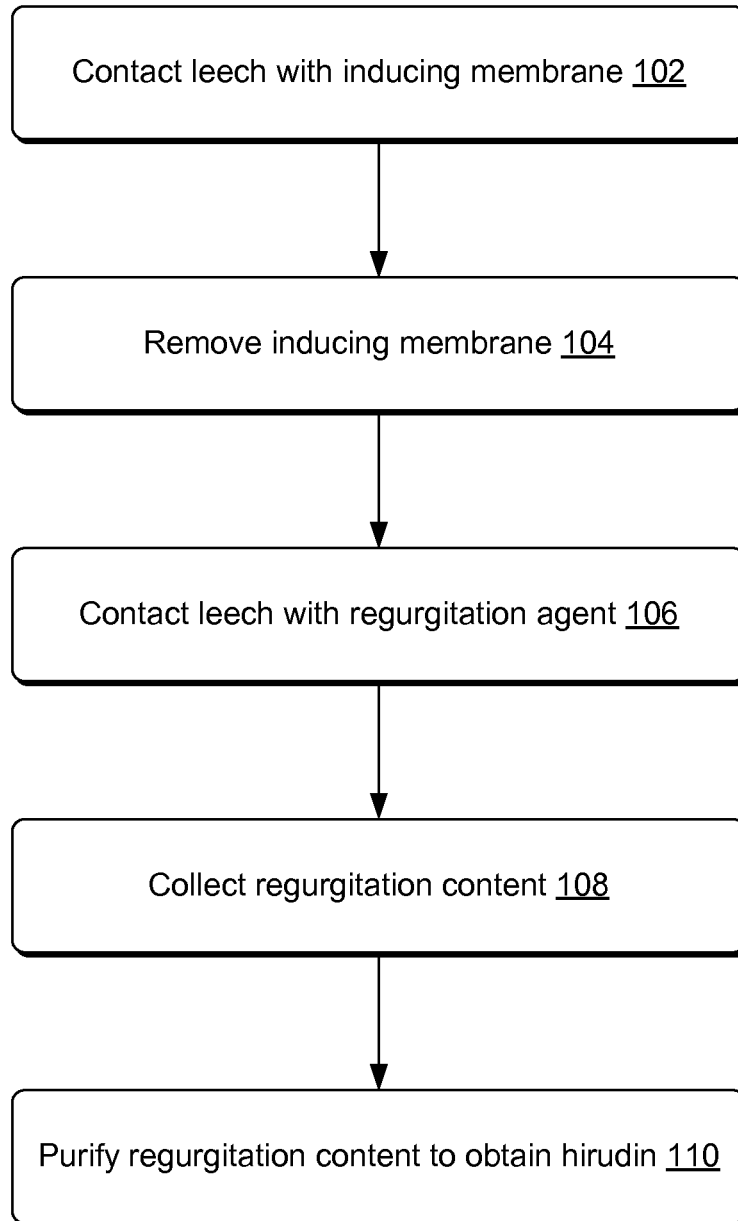 Contact leech with inducing membrane 102
Remove inducing membrane 104
Contact leech with regurgitation agent 106
Collect regurgitation content 108
Purify regurgitation content to obtain hirudin 110